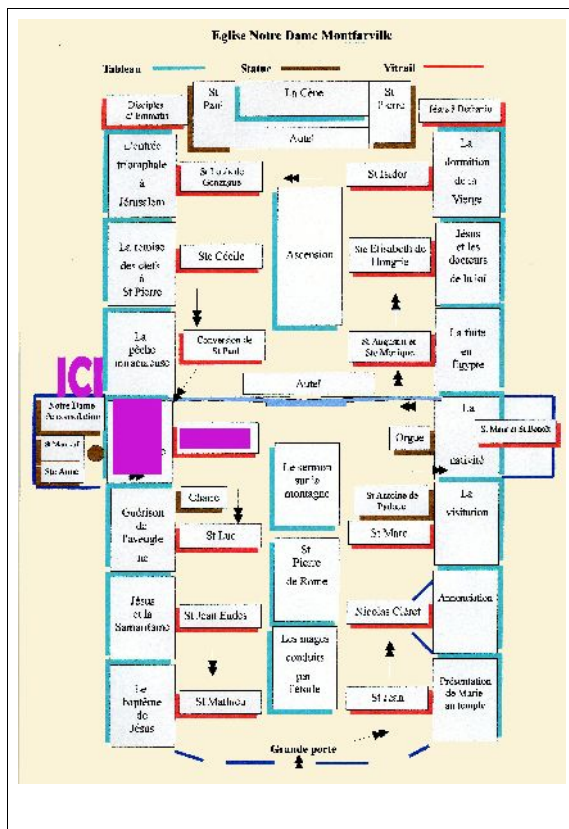 Eglise Notre Dame Montfarville
Tableau
Statue
Vitrail
Disciples
d'Emmaüs
St
Paul
La Cène
St
Pierre
Autel
L'entrée
triomphale
à
Jérusalem
St Louis de
Gonzague
St Isidor
La
dormition
de la
Vierge
La remise
des clefs
à
St Pierre
Ste Cécile
Ascension
Ste Elisabeth de
Hongrie
Jésus
et les
docteurs
de la loi
La
pêche
miraculeuse
Conversion de
St Paul
St Augustin et
Ste Monique
La fuite
en
Egypte
ICI
Autel
Notre Dame
Ste Anne
Orgue
La
nativité
St Maur et St Benoît
Le sermon
sur la
montagne
Guérison
de
l'aveugle
né
Chaire
St Luc
St Antoine de
Padoue
St Marc
La
visitation
St
Pierre
de Rome
Jésus
et la
Samaritaine
St Jean Eudes
Nicolas Cléret
Annonciation
Les mages
conduits
par
l'étoile
Le
baptême
de
Jésus
St Mathieu
St Jean
Présentation
de Marie
au temple
Grande porte